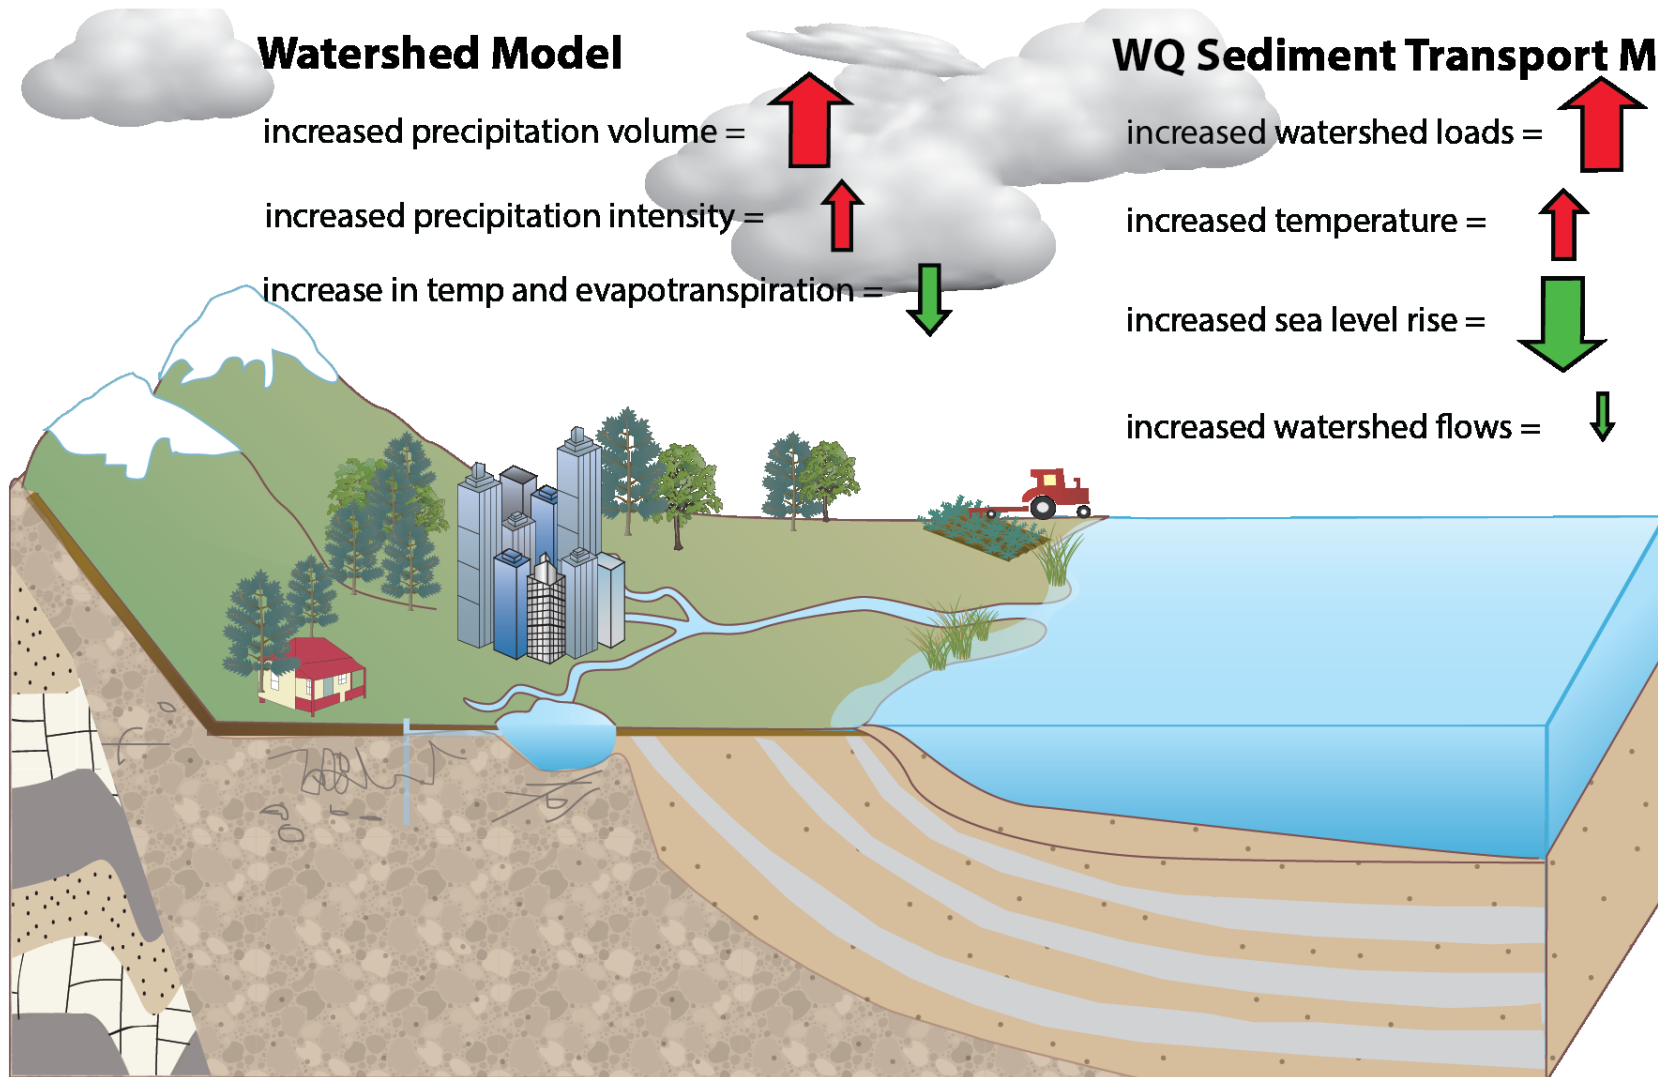 Watershed Model
increased precipitation volume =
increased precipitation intensity =
increase in temp and evapotranspiration =
WQ Sediment Transport M
increased watershed loads =
increased temperature =
increased sea level rise =
increased watershed flows =